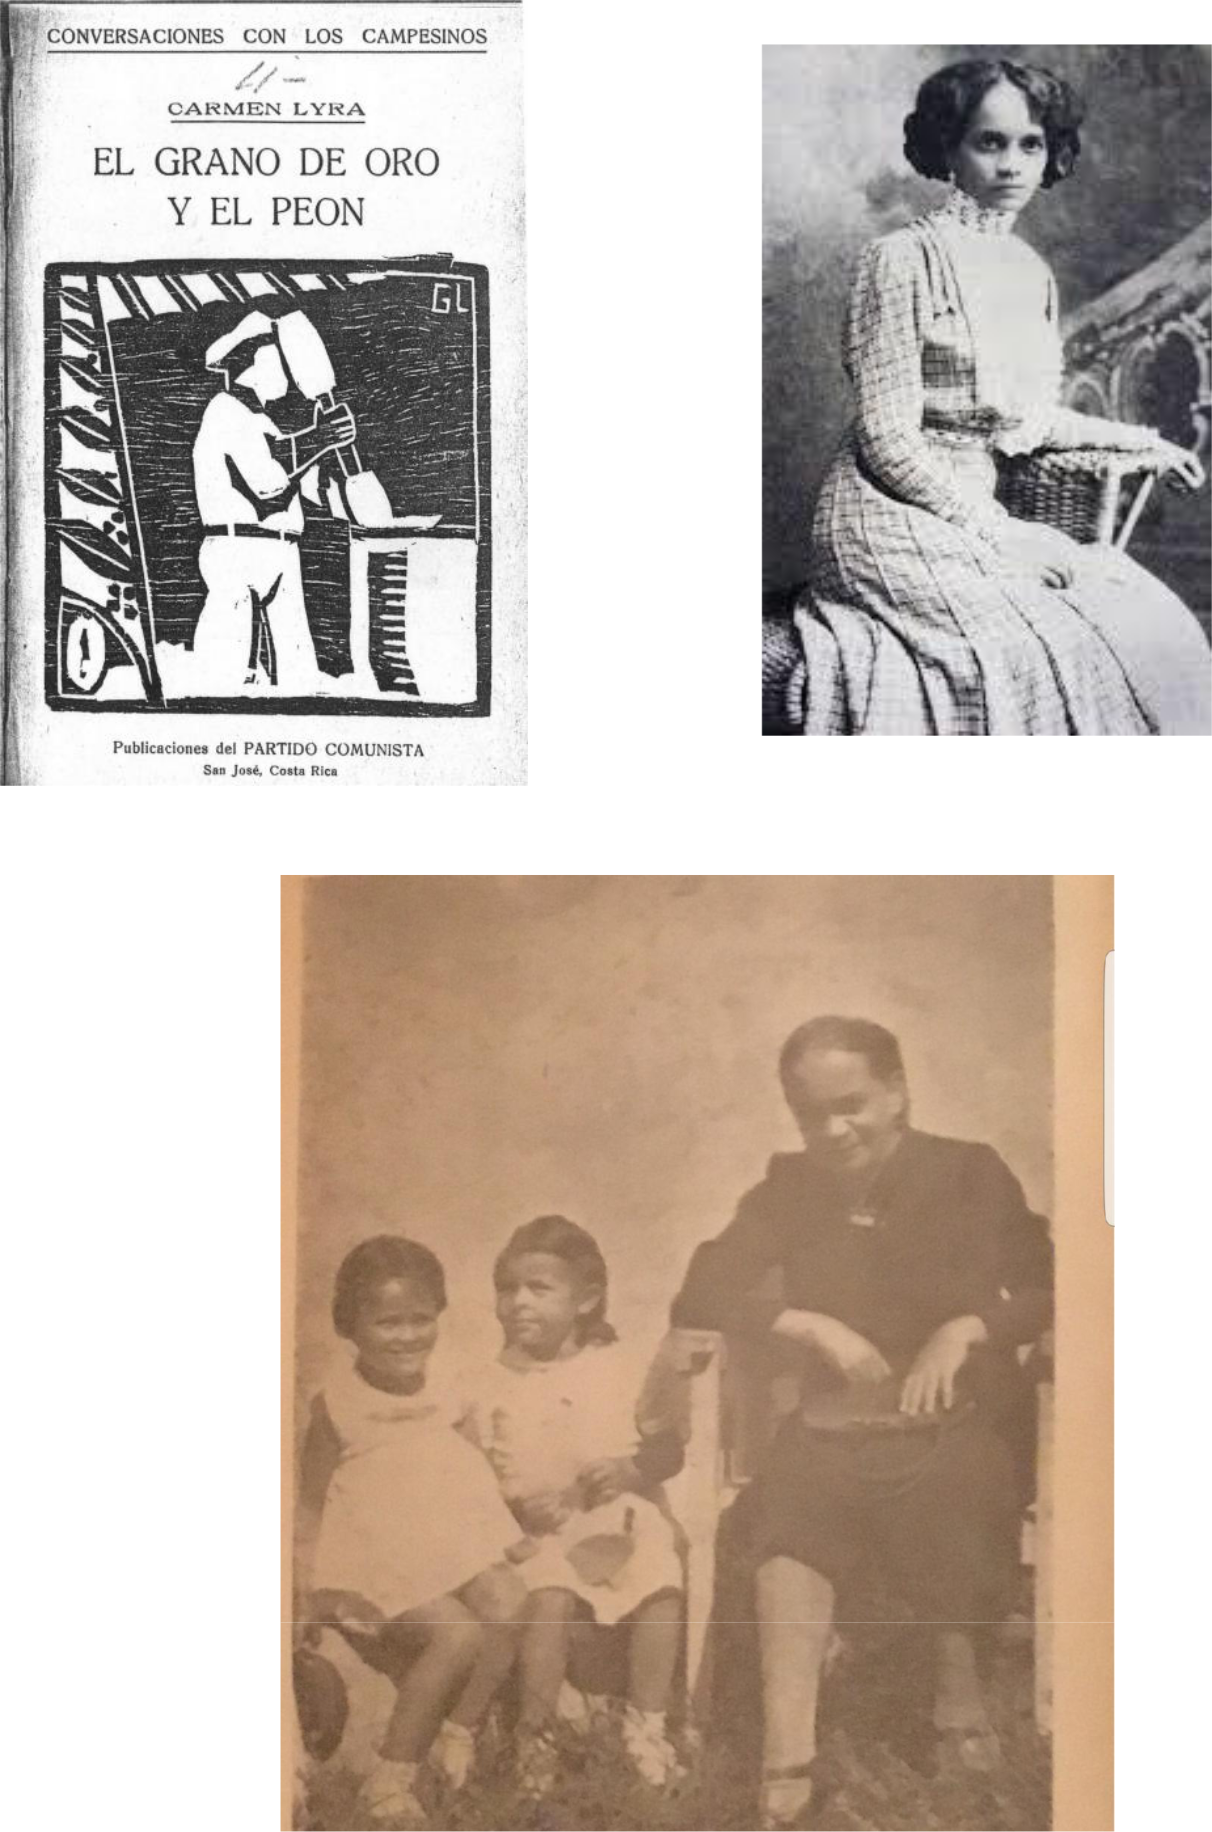 CONVERSACIONES CON LOS CAMPESINOS
CARMEN LYRA
EL GRANO DE ORO
Y EL PEON
GL
Publicaciones del PARTIDO COMUNISTA
San José, Costa Rica